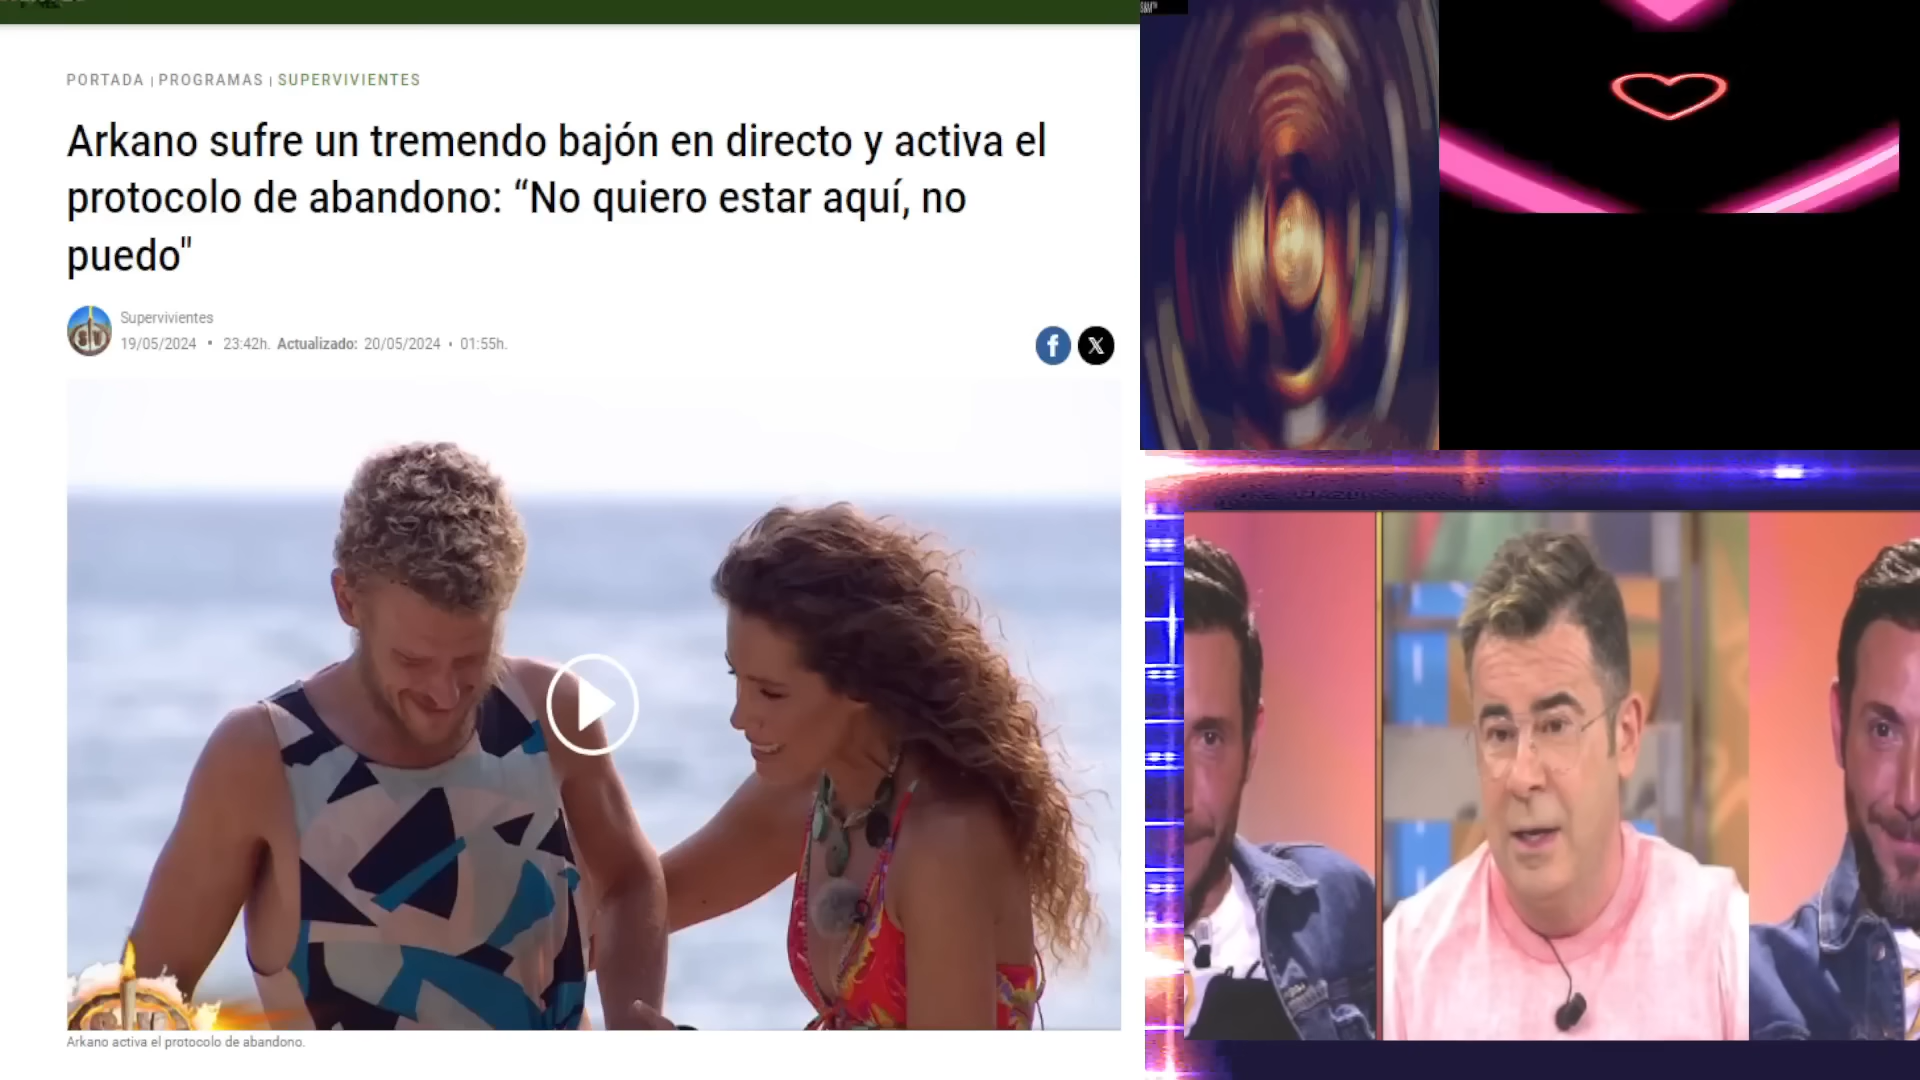 PORTADA | PROGRAMAS | SUPERVIVIENTES
Arkano sufre un tremendo bajón en directo y activa el
protocolo de abandono: “No quiero estar aquí, no
puedo"
Supervivientes
19/05/2024 • 23:42h. Actualizado: 20/05/2024 • 01:55h.
Arkano activa el protocolo de abandono.